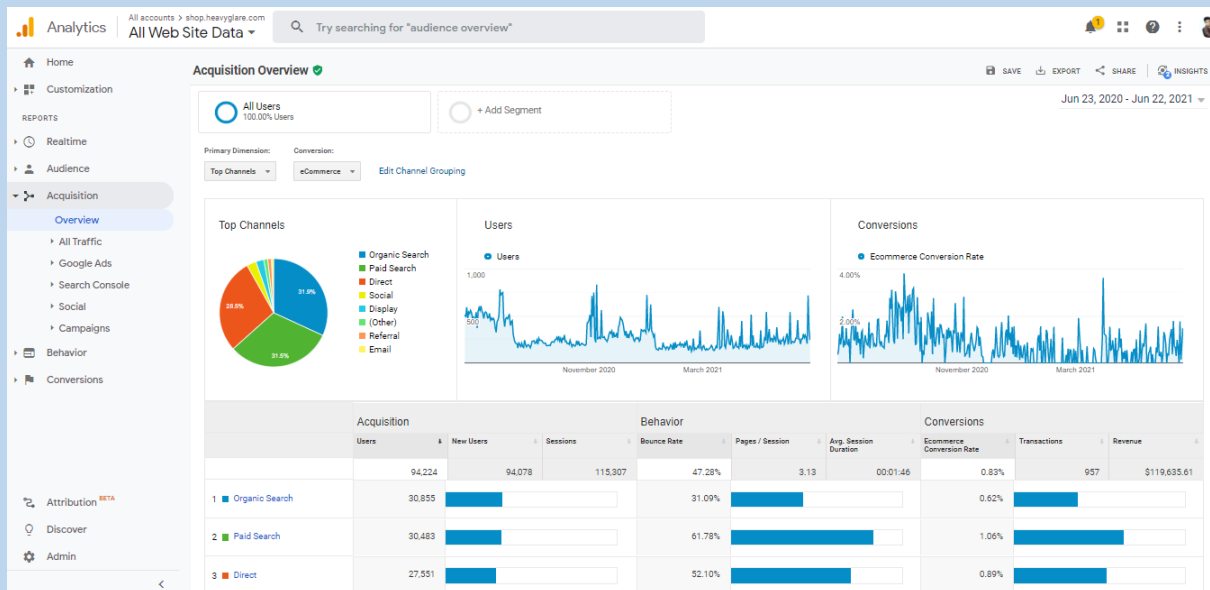 Analytics
All accounts > shop.heavyglare.com
All Web Site Data
Try searching for "audience overview"
1
Home
Customization
REPORTS
Realtime
Audience
Acquisition
Overview
All Traffic
Google Ads
Search Console
Social
Campaigns
Behavior
Conversions
Attribution BETA
Discover
Admin
Acquisition Overview
SAVE
EXPORT
SHARE
INSIGHTS
All Users
100.00% Users
+ Add Segment
Jun 23, 2020 - Jun 22, 2021
Primary Dimension:
Conversion:
Top Channels
eCommerce
Edit Channel Grouping
Top Channels
31.9%
31.5%
28.5%
Organic Search
Paid Search
Direct
Social
Display
(Other)
Referral
Email
Users
Users
1,000
500
November 2020
March 2021
Conversions
Ecommerce Conversion Rate
4.00%
2.00%
November 2020
March 2021
Acquisition Behavior Conversions
Users New Users Sessions Bounce Rate Pages / Session Avg. Session Duration Ecommerce Conversion Rate Transactions Revenue
94,224 94,078 115,307 47.28% 3.13 00:01:46 0.83% 957 $119,635.61
1 Organic Search 30,855 31.09% 0.62%
2 Paid Search 30,483 61.78% 1.06%
3 Direct 27,551 52.10% 0.89%